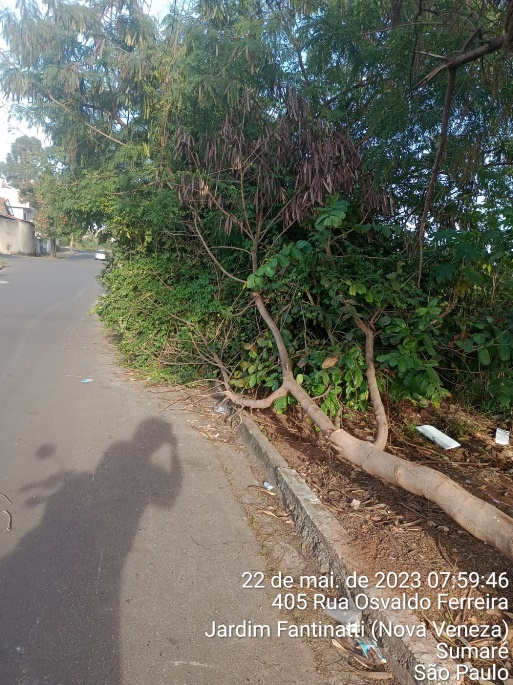 22 de mai. de 2023 07:59:46
405 Rua Osvaldo Ferreira
Jardim Fantinatti (Nova Veneza)
Sumaré
São Paulo